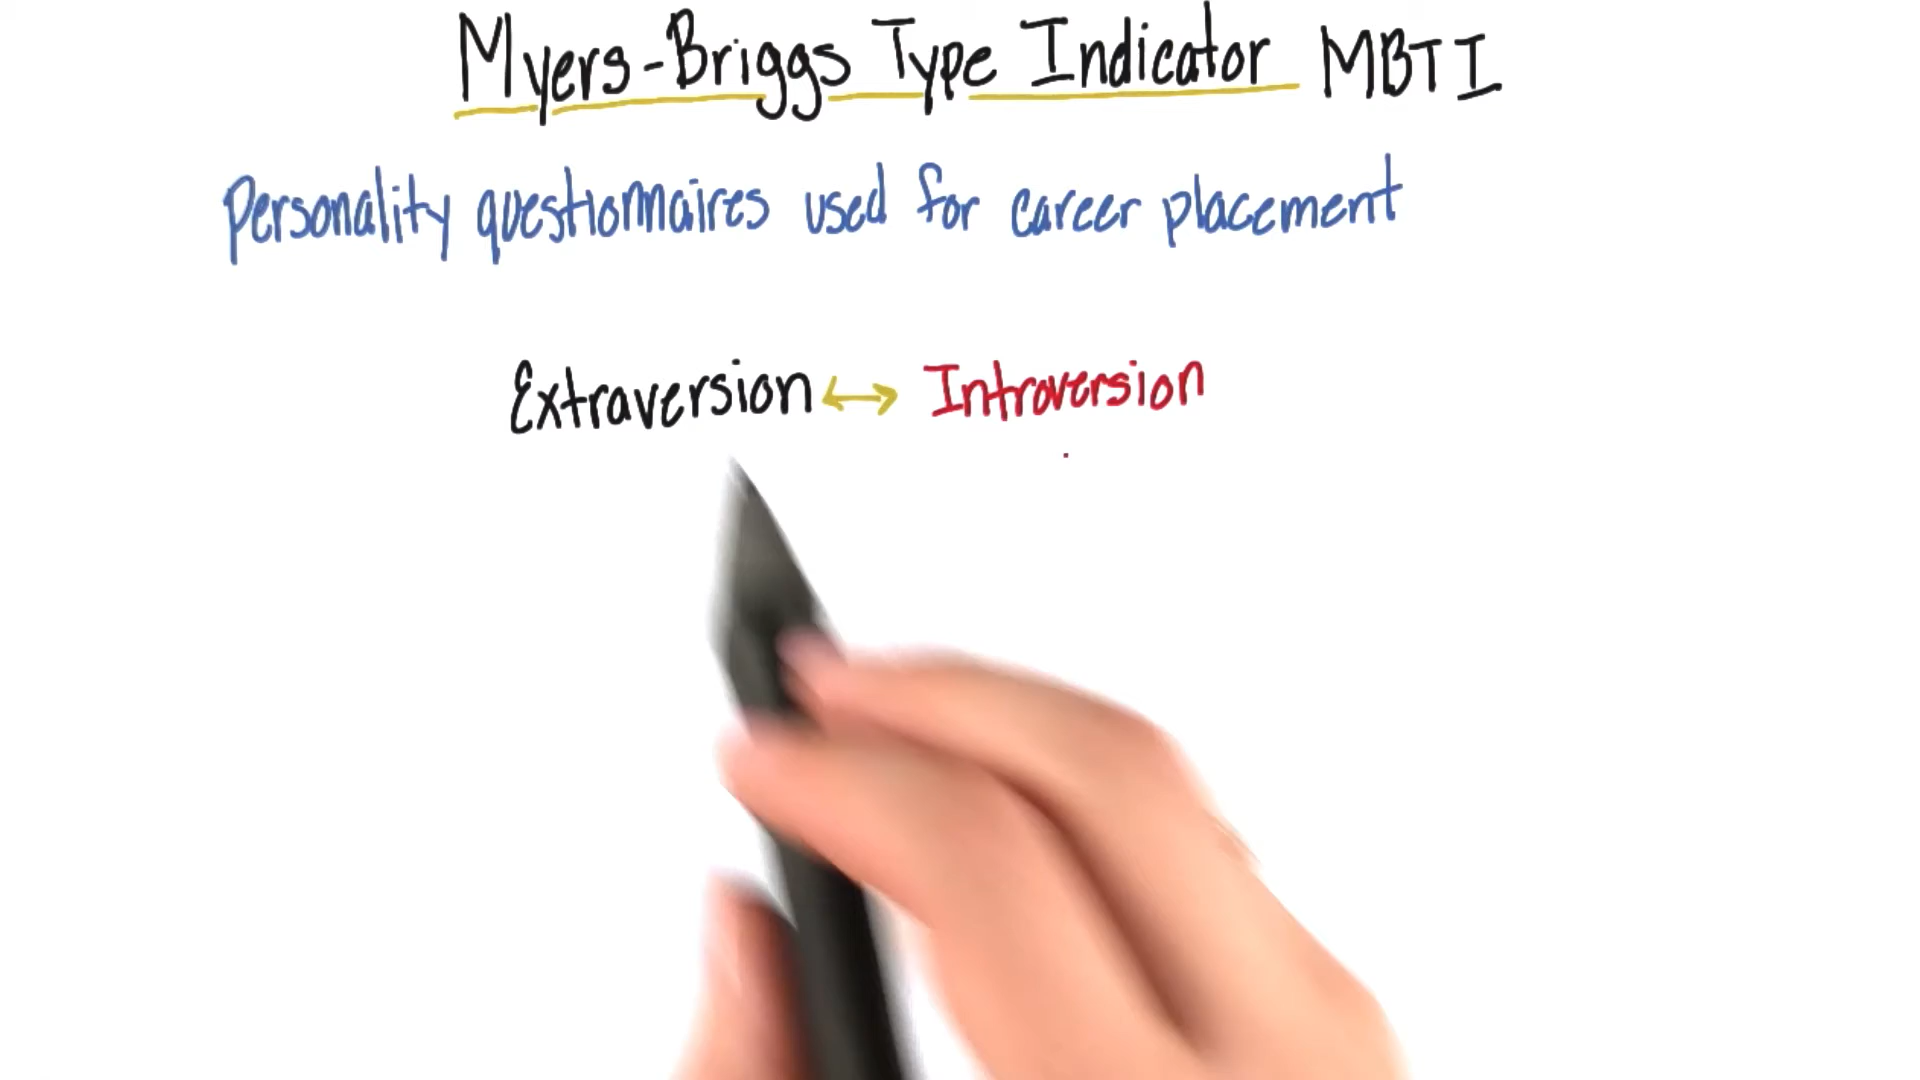 Myers-Briggs Type Indicator MBTI
Personality questionnaires used for career placement
Extraversion ↔ Introversion